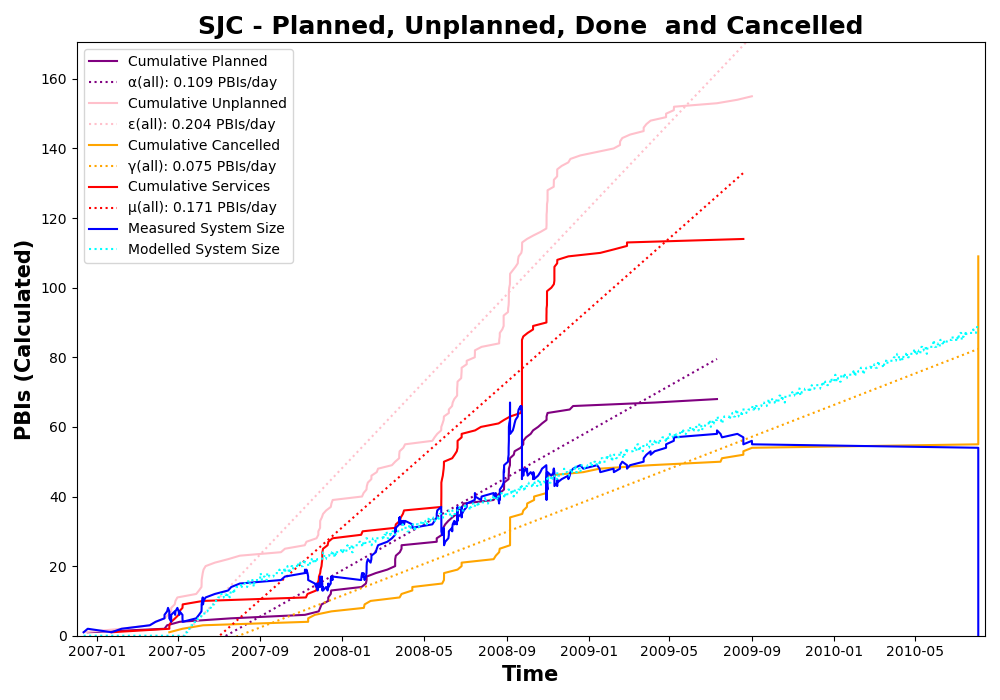 SJC - Planned, Unplanned, Done  and Cancelled
Cumulative Planned
α(all): 0.109 PBIs/day
Cumulative Unplanned
ε(all): 0.204 PBIs/day
Cumulative Cancelled
γ(all): 0.075 PBIs/day
Cumulative Services
μ(all): 0.171 PBIs/day
Measured System Size
Modelled System Size
PBIs (Calculated)
160
140
120
100
80
60
40
20
0
2007-01 2007-05 2007-09 2008-01 2008-05 2008-09 2009-01 2009-05 2009-09 2010-01 2010-05
Time